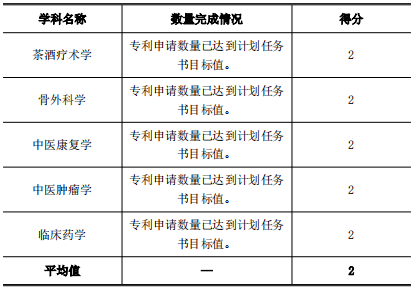 学科名称 数量完成情况 得分
茶酒疗术学 专利申请数量已达到计划任务 2
书目标值。
骨外科学 专利申请数量已达到计划任务 2
书目标值。
中医康复学 专利申请数量已达到计划任务 2
书目标值。
中医肿瘤学 专利申请数量已达到计划任务 2
书目标值。
临床药学 专利申请数量已达到计划任务 2
书目标值。
平均值 — 2